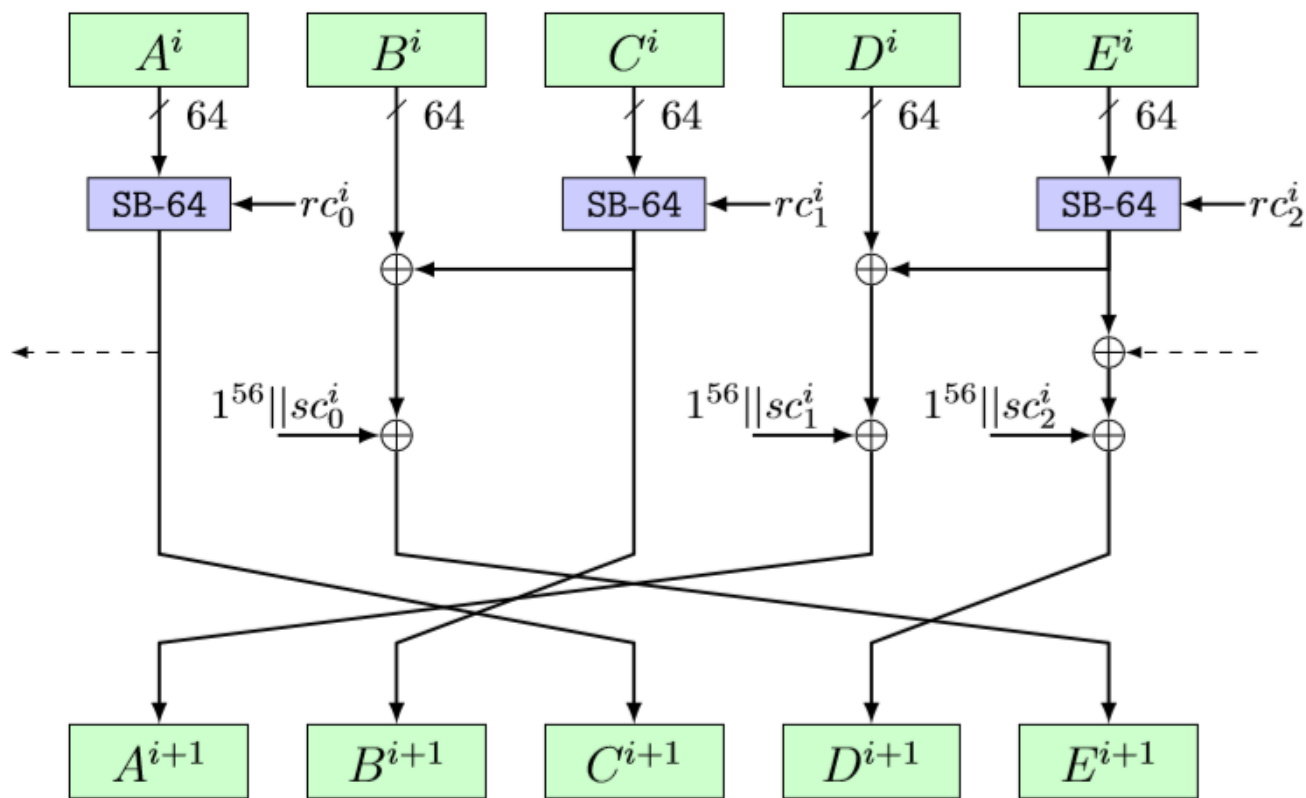 A^i B^i C^i D^i E^i
64 64 64 64 64
SB-64 rc_0^i SB-64 rc_1^i SB-64 rc_2^i
1^{56}||sc_0^i 1^{56}||sc_1^i 1^{56}||sc_2^i
A^{i+1} B^{i+1} C^{i+1} D^{i+1} E^{i+1}